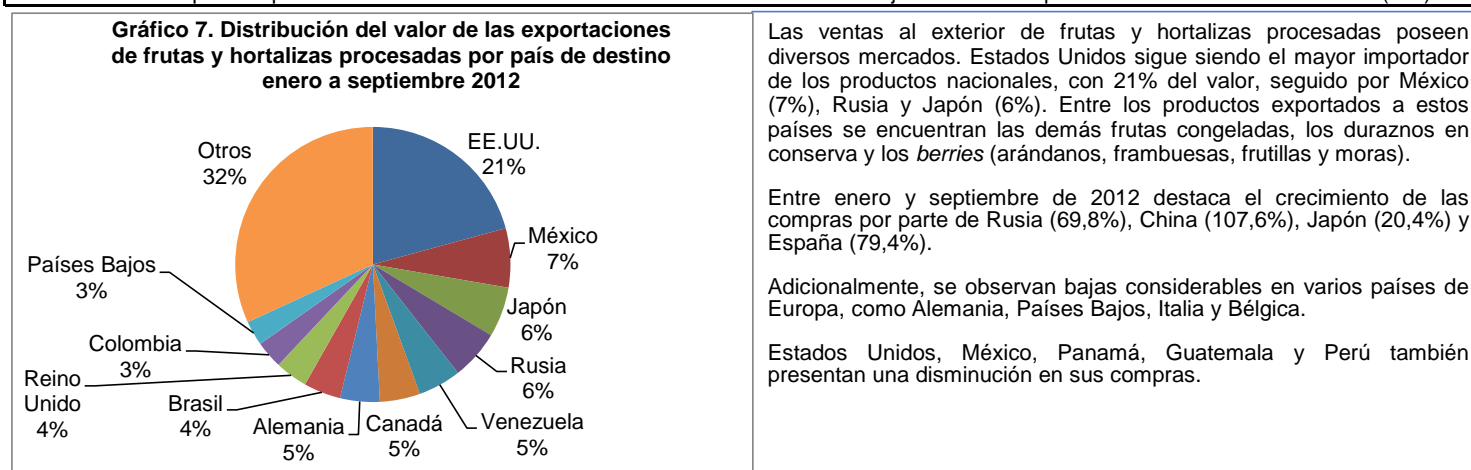 Gráfico 7. Distribución del valor de las exportaciones
de frutas y hortalizas procesadas por país de destino
enero a septiembre 2012
EE.UU.
21%
México
7%
Japón
6%
Rusia
6%
Venezuela
5%
Canadá
5%
Alemania
5%
Brasil
4%
Reino
Unido
4%
Colombia
3%
Países Bajos
3%
Otros
32%
Las ventas al exterior de frutas y hortalizas procesadas poseen
diversos mercados. Estados Unidos sigue siendo el mayor importador
de los productos nacionales, con 21% del valor, seguido por México
(7%), Rusia y Japón (6%). Entre los productos exportados a estos
países se encuentran las demás frutas congeladas, los duraznos en
conserva y los berries (arándanos, frambuesas, frutillas y moras).
Entre enero y septiembre de 2012 destaca el crecimiento de las
compras por parte de Rusia (69,8%), China (107,6%), Japón (20,4%) y
España (79,4%).
Adicionalmente, se observan bajas considerables en varios países de
Europa, como Alemania, Países Bajos, Italia y Bélgica.
Estados Unidos, México, Panamá, Guatemala y Perú también
presentan una disminución en sus compras.